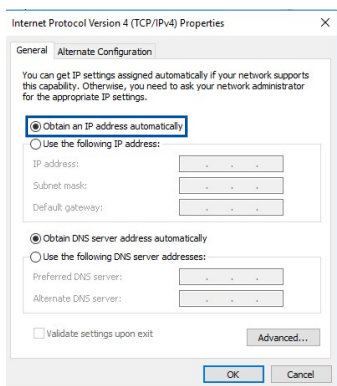 Internet Protocol Version 4 (TCP/IPv4) Properties
General Alternate Configuration
You can get IP settings assigned automatically if your network supports
this capability. Otherwise, you need to ask your network administrator
for the appropriate IP settings.
Obtain an IP address automatically
Use the following IP address:
IP address:
Subnet mask:
Default gateway:
Obtain DNS server address automatically
Use the following DNS server addresses:
Preferred DNS server:
Alternate DNS server:
Validate settings upon exit
Advanced...
OK Cancel